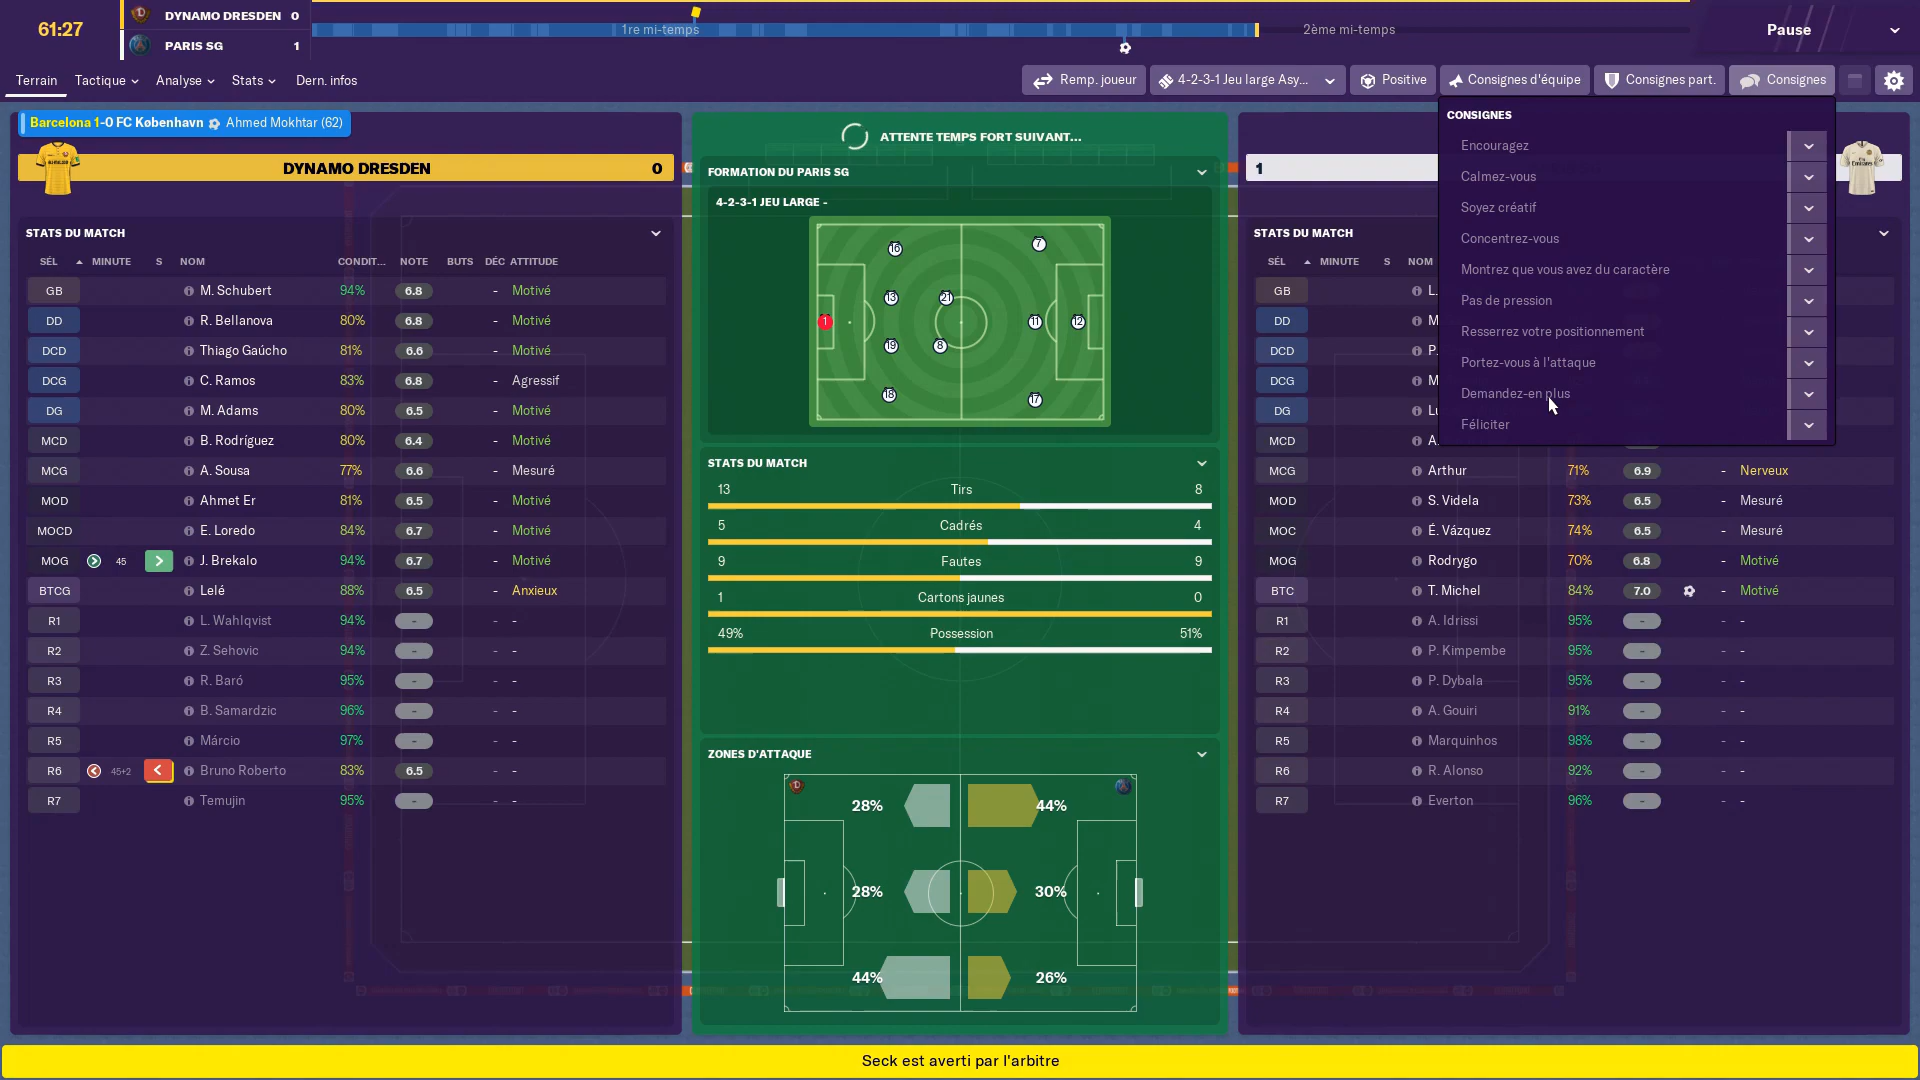 61:27
DYNAMO DRESDEN 0
PARIS SG 1
1re mi-temps
2ème mi-temps
Pause
Terrain
Tactique
Analyse
Stats
Dern. infos
Remp. joueur
4-2-3-1 Jeu large Asy...
Positive
Consignes d'équipe
Consignes part.
Consignes
Barcelona 1-0 FC København Ahmed Mokhtar (62)
DYNAMO DRESDEN 0
STATS DU MATCH
SÉL MINUTE S NOM CONDIT... NOTE BUTS DÉC ATTITUDE
GB M. Schubert 94% 6.8 - Motivé
DD R. Bellanova 80% 6.8 - Motivé
DCD Thiago Gaúcho 81% 6.6 - Motivé
DCG C. Ramos 83% 6.8 - Agressif
DG M. Adams 80% 6.5 - Motivé
MCD B. Rodríguez 80% 6.4 - Motivé
MCG A. Sousa 77% 6.6 - Mesuré
MOD Ahmet Er 81% 6.5 - Motivé
MOCD E. Loredo 84% 6.7 - Motivé
MOG 45 J. Brekalo 94% 6.7 - Motivé
BTCG Lelé 88% 6.5 - Anxieux
R1 L. Wahlqvist 94% - - -
R2 Z. Sehovic 94% - - -
R3 R. Baró 95% - - -
R4 B. Samardzic 96% - - -
R5 Márcio 97% - - -
R6 45+2 Bruno Roberto 83% 6.5 - -
R7 Temujin 95% - - -
ATTENTE TEMPS FORT SUIVANT...
FORMATION DU PARIS SG
4-2-3-1 JEU LARGE -
16
7
13
21
1
11
12
19
8
18
17
STATS DU MATCH
13 Tirs 8
5 Cadrés 4
9 Fautes 9
1 Cartons jaunes 0
49% Possession 51%
ZONES D'ATTAQUE
28% 44%
28% 30%
44% 26%
1
STATS DU MATCH
SÉL MINUTE S NOM
GB L.
DD M
DCD P.
DCG M
DG Lu
MCD A.
MCG Arthur 71% 6.9 - Nerveux
MOD S. Videla 73% 6.5 - Mesuré
MOC É. Vázquez 74% 6.5 - Mesuré
MOG Rodrygo 70% 6.8 - Motivé
BTC T. Michel 84% 7.0 - Motivé
R1 A. Idrissi 95% - - -
R2 P. Kimpembe 95% - - -
R3 P. Dybala 95% - - -
R4 A. Gouiri 91% - - -
R5 Marquinhos 98% - - -
R6 R. Alonso 92% - - -
R7 Everton 96% - - -
CONSIGNES
Encouragez
Calmez-vous
Soyez créatif
Concentrez-vous
Montrez que vous avez du caractère
Pas de pression
Resserrez votre positionnement
Portez-vous à l'attaque
Demandez-en plus
Féliciter
Seck est averti par l'arbitre